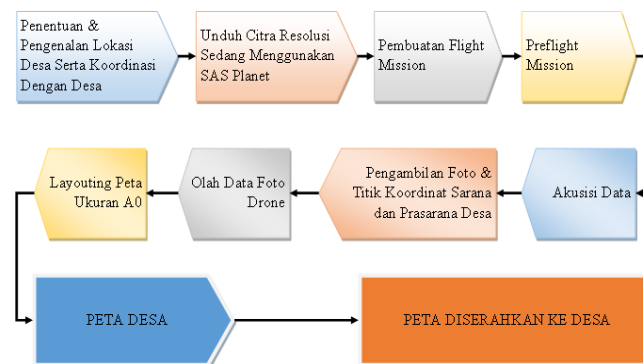 Penentuan &
Pengenalan Lokasi
Desa Serta Koordinasi
Dengan Desa
Unduh Citra Resolusi
Sedang Menggunakan
SAS Planet
Pembuatan Flight
Mission
Preflight
Mission
Akusisi Data
Pengambilan Foto &
Titik Koordinat Sarana
dan Prasarana Desa
Olah Data Foto
Drone
Layouting Peta
Ukuran A0
PETA DESA
PETA DISERAHKAN KE DESA